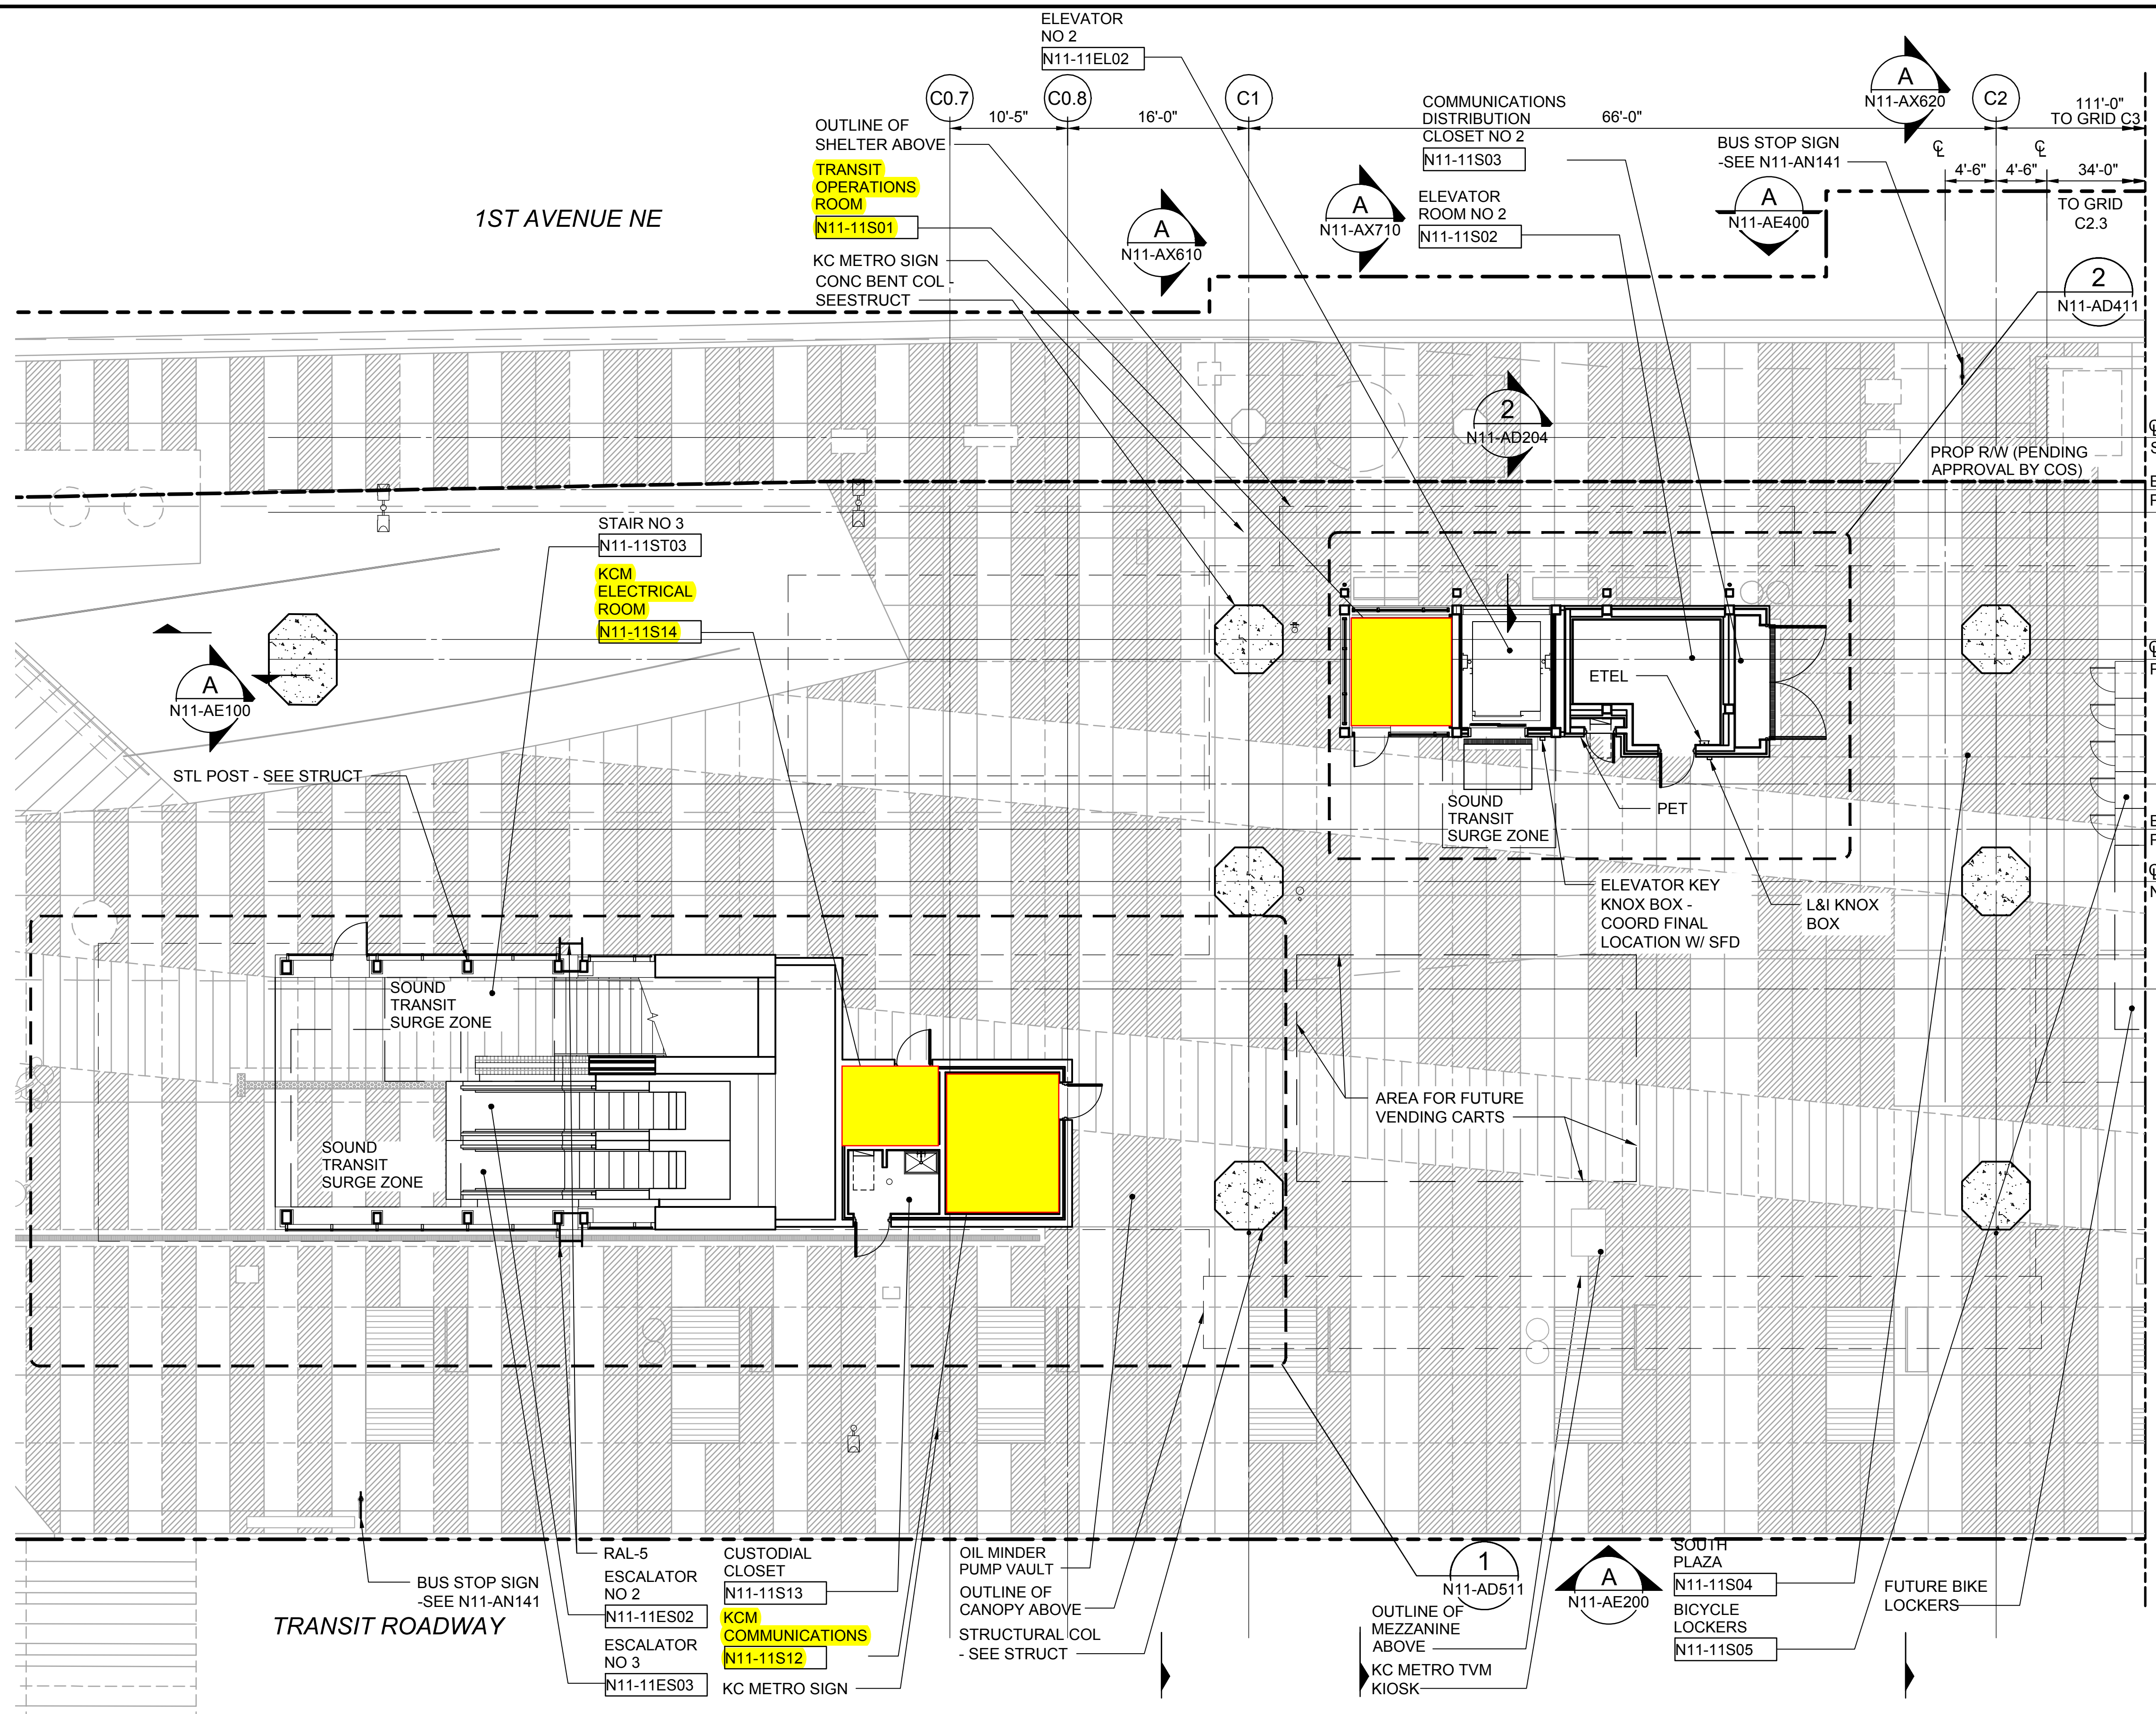 ELEVATOR
NO 2
N11-11EL02
C0.7
C0.8
C1
C2
10'-5"
16'-0"
66'-0"
111'-0"
TO GRID C3
A
N11-AX620
OUTLINE OF
SHELTER ABOVE
TRANSIT
OPERATIONS
ROOM
N11-11S01
KC METRO SIGN
CONC BENT COL -
SEESTRUCT
COMMUNICATIONS
DISTRIBUTION
CLOSET NO 2
N11-11S03
ELEVATOR
ROOM NO 2
N11-11S02
BUS STOP SIGN
-SEE N11-AN141
4'-6"
4'-6"
34'-0"
TO GRID
C2.3
1ST AVENUE NE
A
N11-AX610
A
N11-AX710
A
N11-AE400
2
N11-AD411
2
N11-AD204
PROP R/W (PENDING
APPROVAL BY COS)
STAIR NO 3
N11-11ST03
KCM
ELECTRICAL
ROOM
N11-11S14
A
N11-AE100
STL POST - SEE STRUCT
ETEL
SOUND
TRANSIT
SURGE ZONE
PET
ELEVATOR KEY
KNOX BOX -
COORD FINAL
LOCATION W/ SFD
L&I KNOX
BOX
SOUND
TRANSIT
SURGE ZONE
SOUND
TRANSIT
SURGE ZONE
AREA FOR FUTURE
VENDING CARTS
BUS STOP SIGN
-SEE N11-AN141
TRANSIT ROADWAY
RAL-5
ESCALATOR
NO 2
N11-11ES02
ESCALATOR
NO 3
N11-11ES03
CUSTODIAL
CLOSET
N11-11S13
KCM
COMMUNICATIONS
N11-11S12
KC METRO SIGN
OIL MINDER
PUMP VAULT
OUTLINE OF
CANOPY ABOVE
STRUCTURAL COL
- SEE STRUCT
1
N11-AD511
A
N11-AE200
OUTLINE OF
MEZZANINE
ABOVE
KC METRO TVM
KIOSK
SOUTH
PLAZA
N11-11S04
BICYCLE
LOCKERS
N11-11S05
FUTURE BIKE
LOCKERS